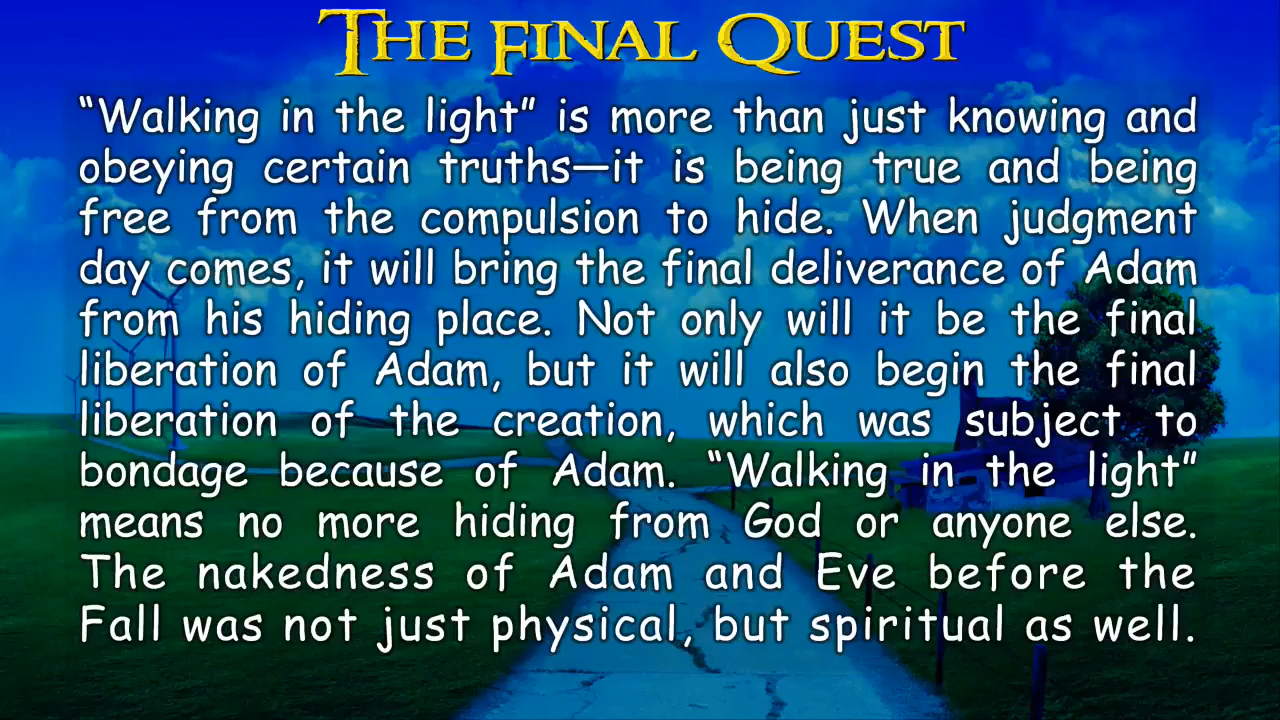 THE FINAL QUEST
“Walking in the light” is more than just knowing and
obeying certain truths—it is being true and being
free from the compulsion to hide. When judgment
day comes, it will bring the final deliverance of Adam
from his hiding place. Not only will it be the final
liberation of Adam, but it will also begin the final
liberation of the creation, which was subject to
bondage because of Adam. “Walking in the light”
means no more hiding from God or anyone else.
The nakedness of Adam and Eve before the
Fall was not just physical, but spiritual as well.